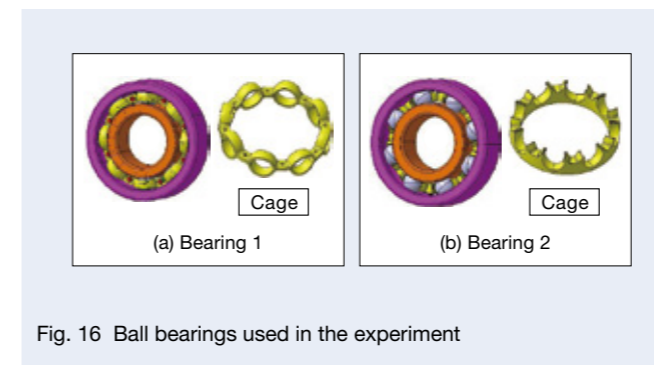 Cage
(a) Bearing 1
Cage
(b) Bearing 2
Fig. 16 Ball bearings used in the experiment